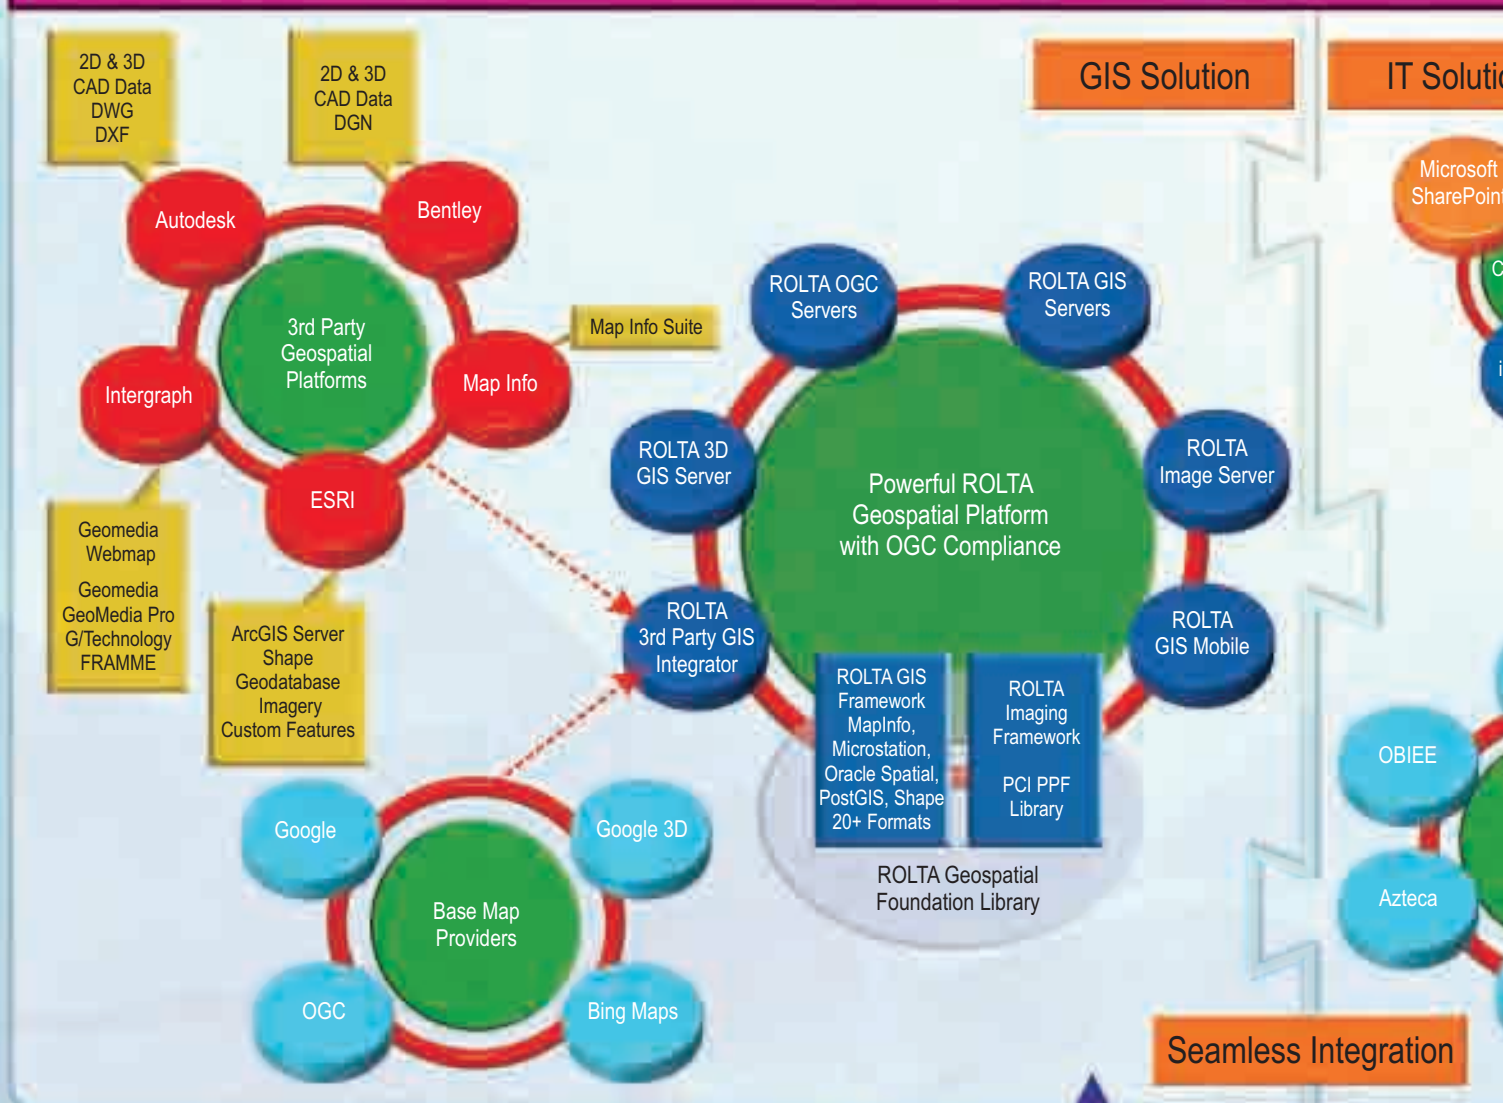 GIS Solution
IT Solutio
2D & 3D
CAD Data
DWG
DXF
2D & 3D
CAD Data
DGN
Autodesk
Bentley
3rd Party
Geospatial
Platforms
Map Info Suite
Intergraph
Map Info
ESRI
Geomedia
Webmap
Geomedia
GeoMedia Pro
G/Technology
FRAMME
ArcGIS Server
Shape
Geodatabase
Imagery
Custom Features
ROLTA OGC
Servers
ROLTA GIS
Servers
ROLTA 3D
GIS Server
ROLTA
Image Server
Powerful ROLTA
Geospatial Platform
with OGC Compliance
ROLTA
3rd Party GIS
Integrator
ROLTA
GIS Mobile
ROLTA GIS
Framework
MapInfo,
Microstation,
Oracle Spatial,
PostGIS, Shape
20+ Formats
ROLTA
Imaging
Framework
PCI PPF
Library
ROLTA Geospatial
Foundation Library
Google
Google 3D
Base Map
Providers
OGC
Bing Maps
Microsoft
SharePoint
C
i
OBIEE
Azteca
Seamless Integration